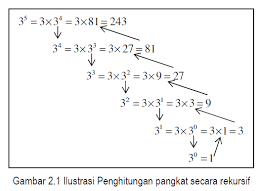 3⁵ = 3×3⁴ = 3×81 = 243
3⁴ = 3×3³ = 3×27 = 81
3³ = 3×3² = 3×9 = 27
3² = 3×3¹ = 3×3 = 9
3¹ = 3×3⁰ = 3×1 = 3
3⁰ = 1
Gambar 2.1 Ilustrasi Penghitungan pangkat secara rekursif